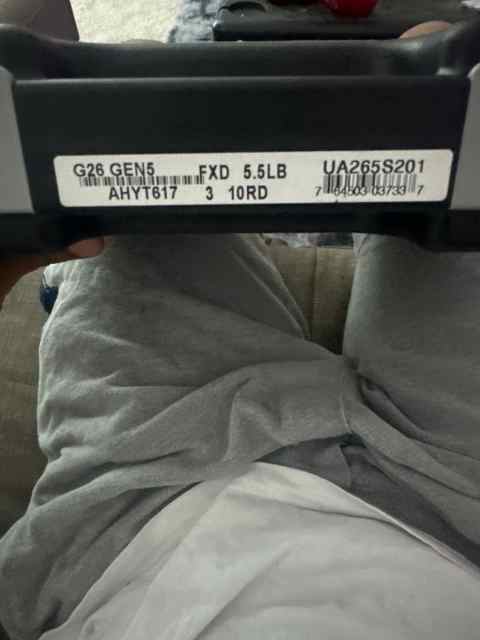 G26 GEN5 FXD 5.5LB UA265S201
AHYT617 3 10RD 7 64503 03733 7